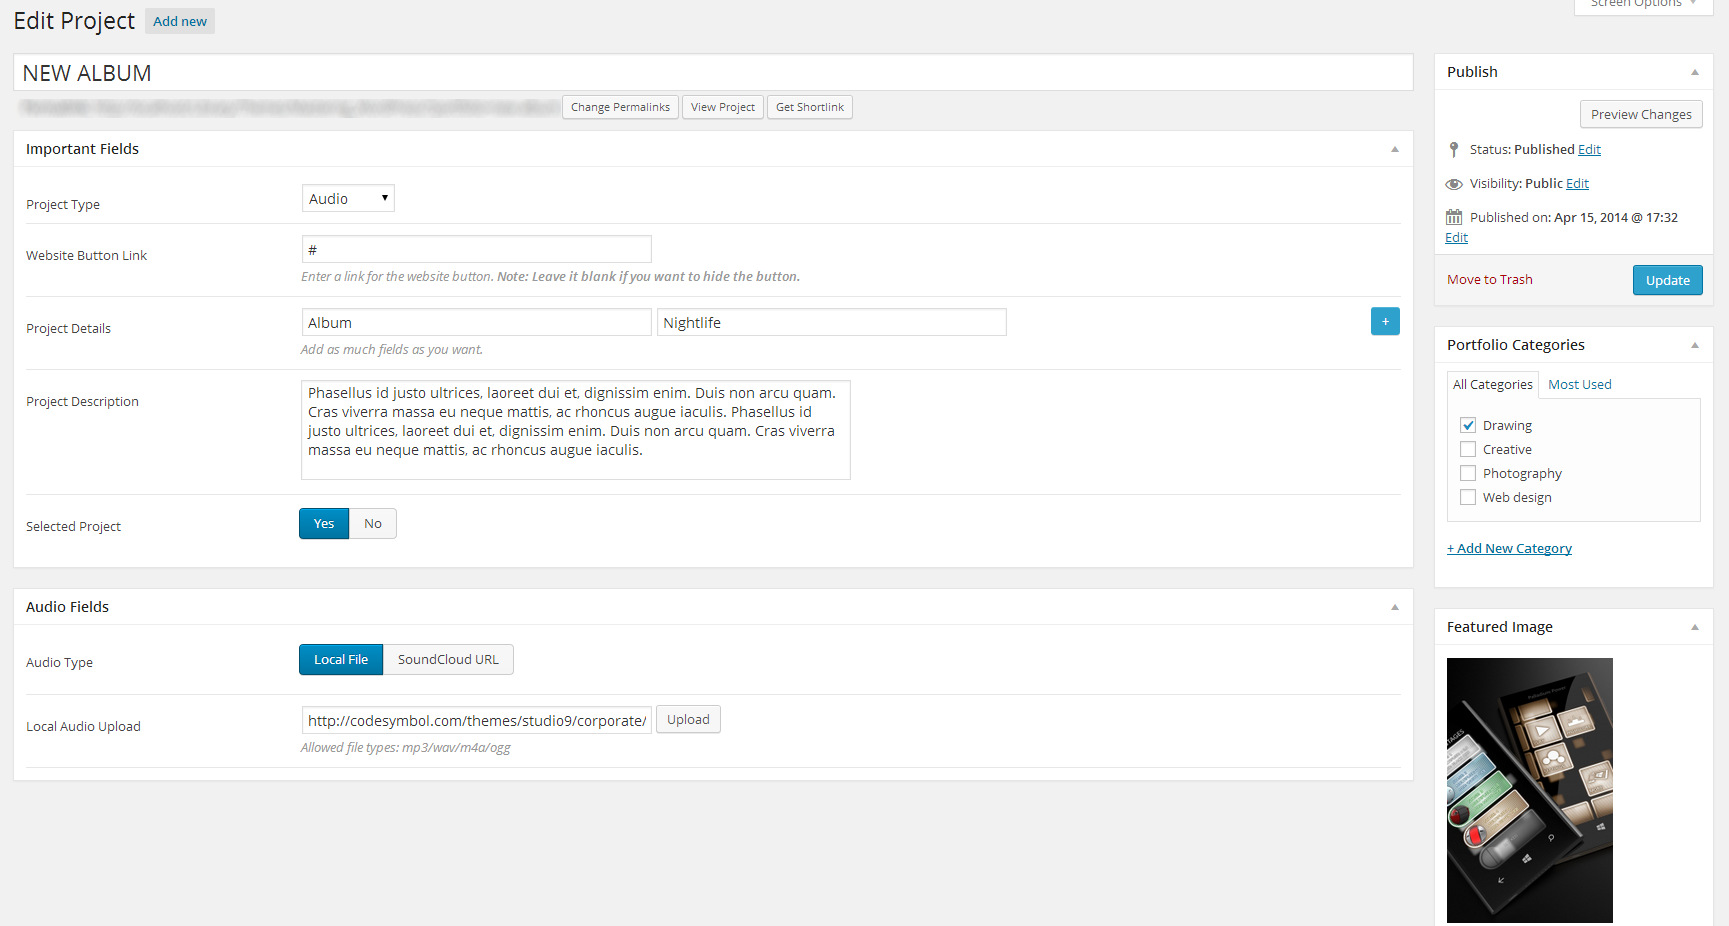 Edit Project
Add new
Screen Options
NEW ALBUM
Change Permalinks
View Project
Get Shortlink
Important Fields
Project Type
Audio
Website Button Link
#
Enter a link for the website button. Note: Leave it blank if you want to hide the button.
Project Details
Album
Nightlife
+
Add as much fields as you want.
Project Description
Phasellus id justo ultrices, laoreet dui et, dignissim enim. Duis non arcu quam.
Cras viverra massa eu neque mattis, ac rhoncus augue iaculis. Phasellus id
justo ultrices, laoreet dui et, dignissim enim. Duis non arcu quam. Cras viverra
massa eu neque mattis, ac rhoncus augue iaculis.
Selected Project
Yes
No
Audio Fields
Audio Type
Local File
SoundCloud URL
Local Audio Upload
http://codesymbol.com/themes/studio9/corporate/
Upload
Allowed file types: mp3/wav/m4a/ogg
Publish
Preview Changes
Status: Published Edit
Visibility: Public Edit
Published on: Apr 15, 2014 @ 17:32
Edit
Move to Trash
Update
Portfolio Categories
All Categories
Most Used
Drawing
Creative
Photography
Web design
+ Add New Category
Featured Image